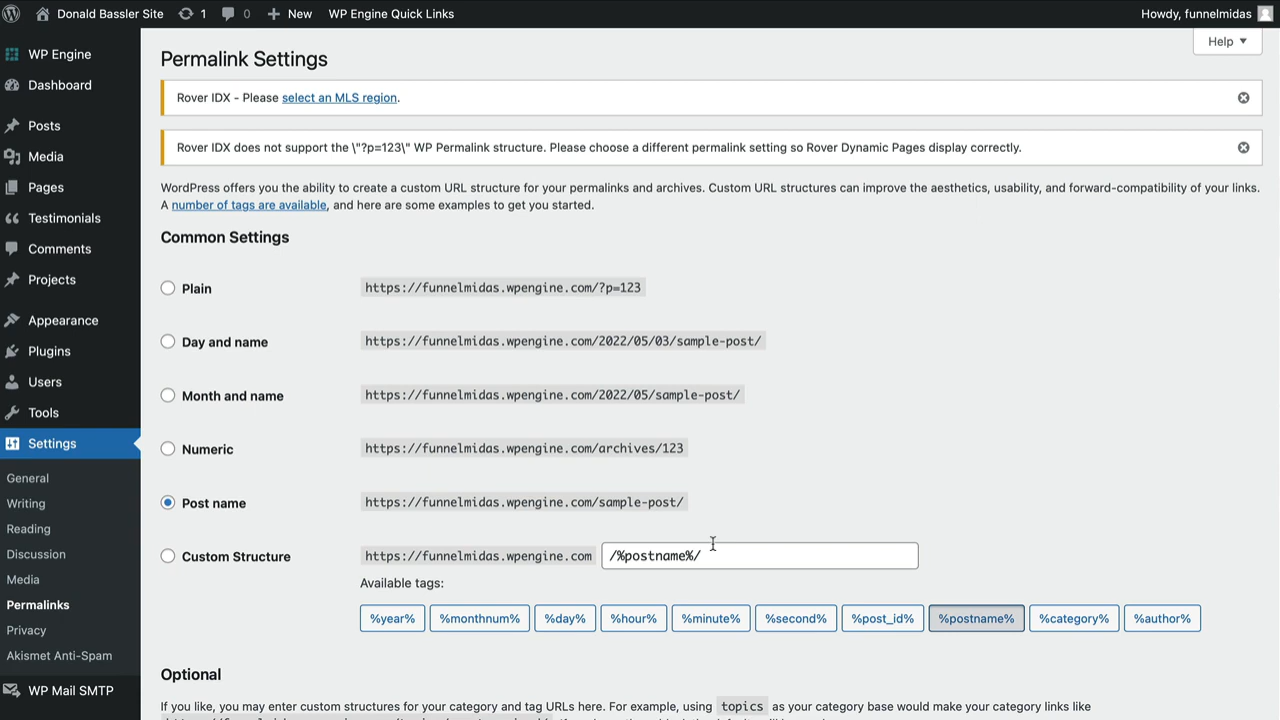 Donald Bassler Site 1 0 New WP Engine Quick Links Howdy, funnelmidas
Help
WP Engine
Dashboard
Posts
Media
Pages
Testimonials
Comments
Projects
Appearance
Plugins
Users
Tools
Settings
General
Writing
Reading
Discussion
Media
Permalinks
Privacy
Akismet Anti-Spam
WP Mail SMTP
Permalink Settings
Rover IDX - Please select an MLS region.
Rover IDX does not support the \"?p=123\" WP Permalink structure. Please choose a different permalink setting so Rover Dynamic Pages display correctly.
WordPress offers you the ability to create a custom URL structure for your permalinks and archives. Custom URL structures can improve the aesthetics, usability, and forward-compatibility of your links.
A number of tags are available, and here are some examples to get you started.
Common Settings
Plain https://funnelmidas.wpengine.com/?p=123
Day and name https://funnelmidas.wpengine.com/2022/05/03/sample-post/
Month and name https://funnelmidas.wpengine.com/2022/05/sample-post/
Numeric https://funnelmidas.wpengine.com/archives/123
Post name https://funnelmidas.wpengine.com/sample-post/
Custom Structure https://funnelmidas.wpengine.com /%postname%/
Available tags:
%year% %monthnum% %day% %hour% %minute% %second% %post_id% %postname% %category% %author%
Optional
If you like, you may enter custom structures for your category and tag URLs here. For example, using topics as your category base would make your category links like